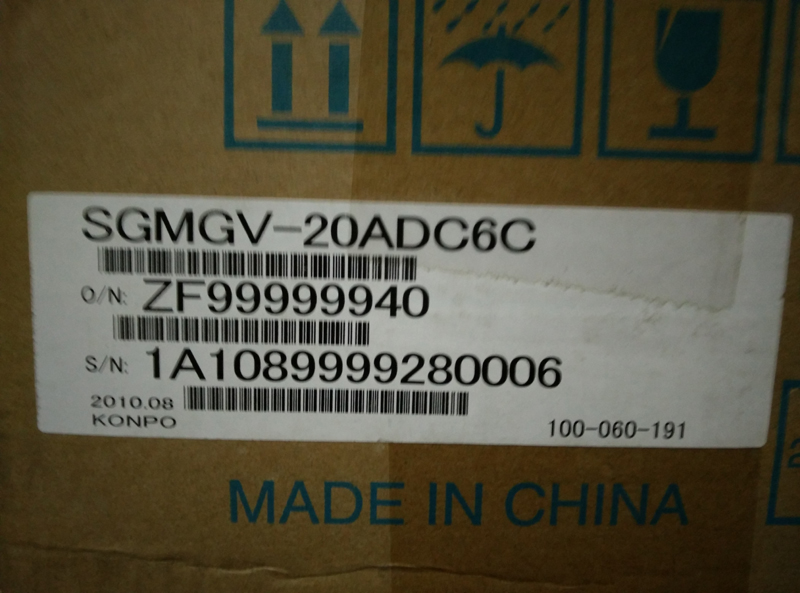 SGMGV-20ADC6C
O/N: ZF99999940
S/N: 1A1089999280006
2010.08
KONPO
100-060-191
MADE IN CHINA